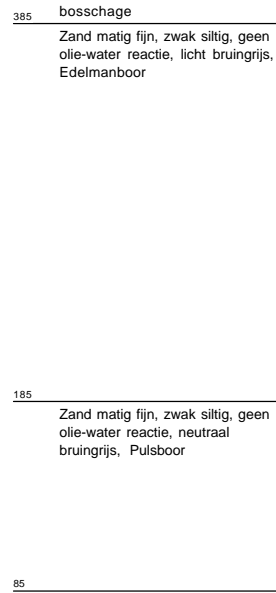 385 bosschage
Zand matig fijn, zwak siltig, geen
olie-water reactie, licht bruingrijs,
Edelmanboor
185
Zand matig fijn, zwak siltig, geen
olie-water reactie, neutraal
bruingrijs, Pulsboor
85